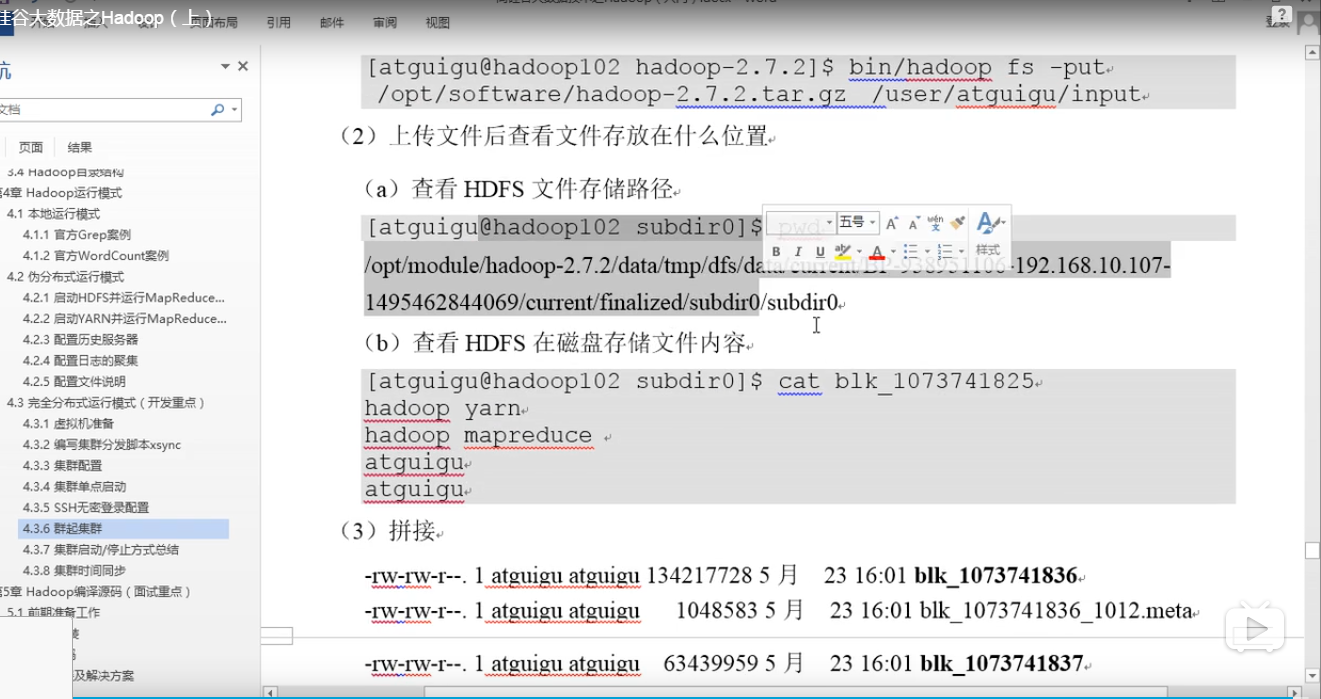 硅谷大数据之Hadoop（上）
页面布局
引用
邮件
审阅
视图
登录
航
文档
页面
结果
3.4 Hadoop目录结构
第4章 Hadoop运行模式
4.1 本地运行模式
4.1.1 官方Grep案例
4.1.2 官方WordCount案例
4.2 伪分布式运行模式
4.2.1 启动HDFS并运行MapReduce...
4.2.2 启动YARN并运行MapReduce...
4.2.3 配置历史服务器
4.2.4 配置日志的聚集
4.2.5 配置文件说明
4.3 完全分布式运行模式（开发重点）
4.3.1 虚拟机准备
4.3.2 编写集群分发脚本xsync
4.3.3 集群配置
4.3.4 集群单点启动
4.3.5 SSH无密登录配置
4.3.6 群起集群
4.3.7 集群启动/停止方式总结
4.3.8 集群时间同步
第5章 Hadoop编译源码（面试重点）
5.1 前期准备工作
及解决方案
[atguigu@hadoop102 hadoop-2.7.2]$ bin/hadoop fs -put
/opt/software/hadoop-2.7.2.tar.gz /user/atguigu/input
（2）上传文件后查看文件存放在什么位置
（a）查看 HDFS 文件存储路径
[atguigu@hadoop102 subdir0]$ pwd
五号
B I U
样式
/opt/module/hadoop-2.7.2/data/tmp/dfs/data/current/BP-938951106-192.168.10.107-
1495462844069/current/finalized/subdir0/subdir0
（b）查看 HDFS 在磁盘存储文件内容
[atguigu@hadoop102 subdir0]$ cat blk_1073741825
hadoop yarn
hadoop mapreduce
atguigu
atguigu
（3）拼接
-rw-rw-r--. 1 atguigu atguigu 134217728 5 月 23 16:01 blk_1073741836
-rw-rw-r--. 1 atguigu atguigu 1048583 5 月 23 16:01 blk_1073741836_1012.meta
-rw-rw-r--. 1 atguigu atguigu 63439959 5 月 23 16:01 blk_1073741837